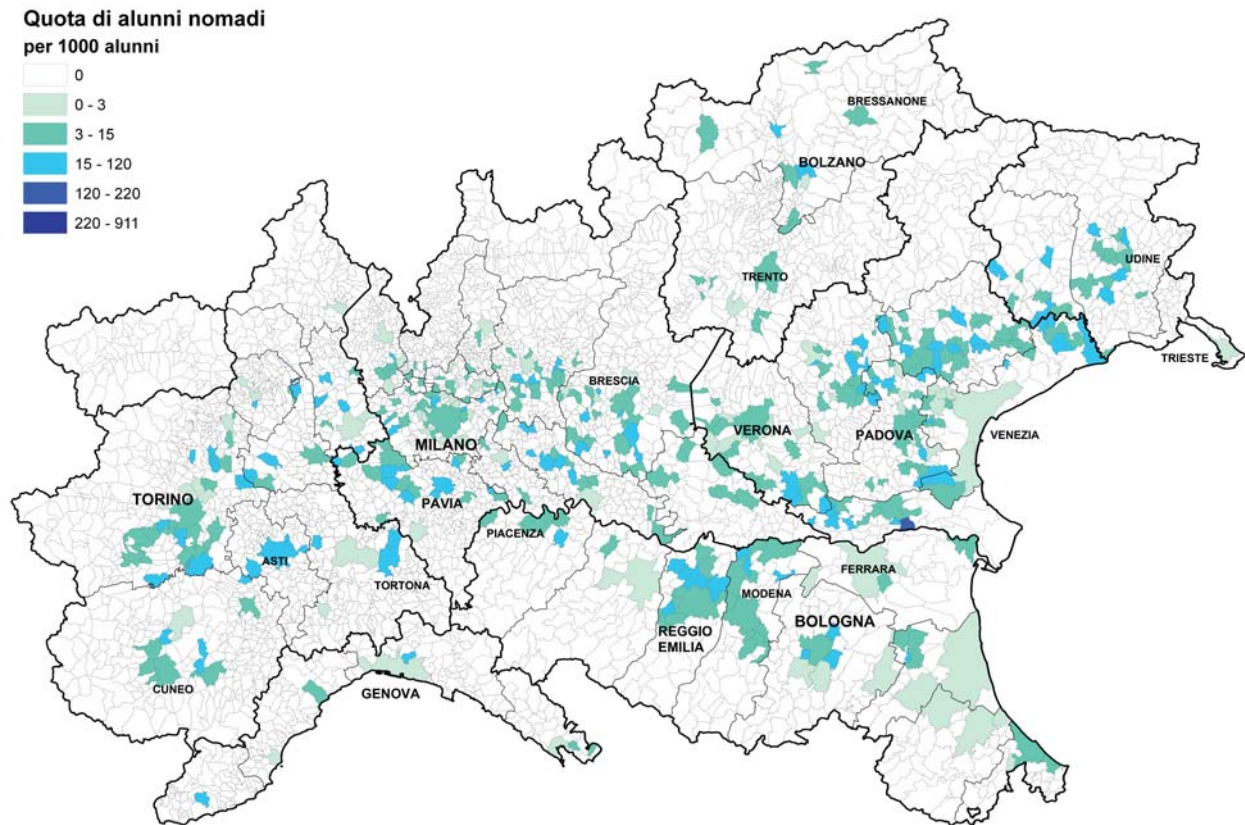 Quota di alunni nomadi
per 1000 alunni
0
0 - 3
3 - 15
15 - 120
120 - 220
220 - 911
BRESSANONE
BOLZANO
UDINE
TRENTO
TRIESTE
BRESCIA
MILANO
VERONA
PADOVA
VENEZIA
TORINO
PAVIA
PIACENZA
ASTI
TORTONA
FERRARA
MODENA
BOLOGNA
REGGIO
EMILIA
CUNEO
GENOVA